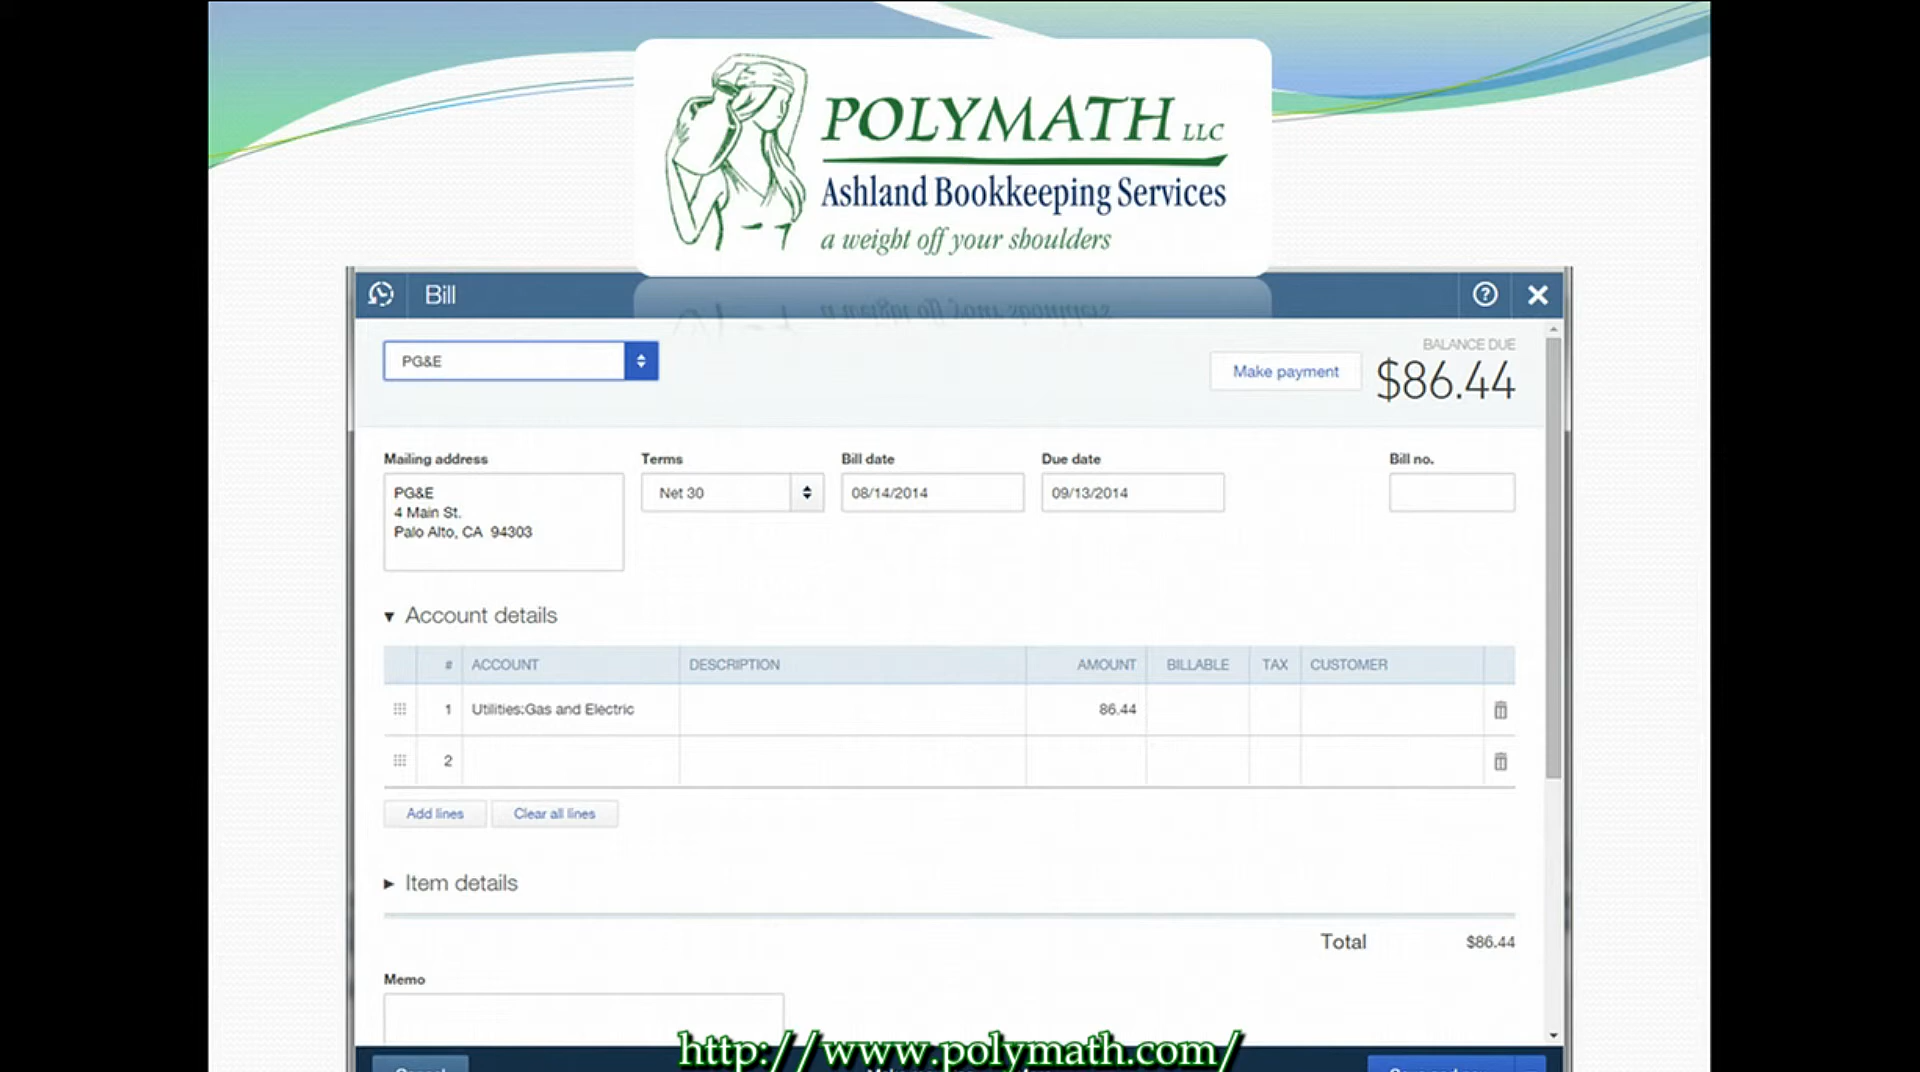 POLYMATH LLC
Ashland Bookkeeping Services
a weight off your shoulders
Bill
PG&E
Make payment
BALANCE DUE
$86.44
Mailing address
PG&E
4 Main St.
Palo Alto, CA 94303
Terms
Net 30
Bill date
08/14/2014
Due date
09/13/2014
Bill no.
Account details
# ACCOUNT DESCRIPTION AMOUNT BILLABLE TAX CUSTOMER
1 Utilities:Gas and Electric 86.44
2
Add lines Clear all lines
Item details
Total $86.44
Memo
http://www.polymath.com/